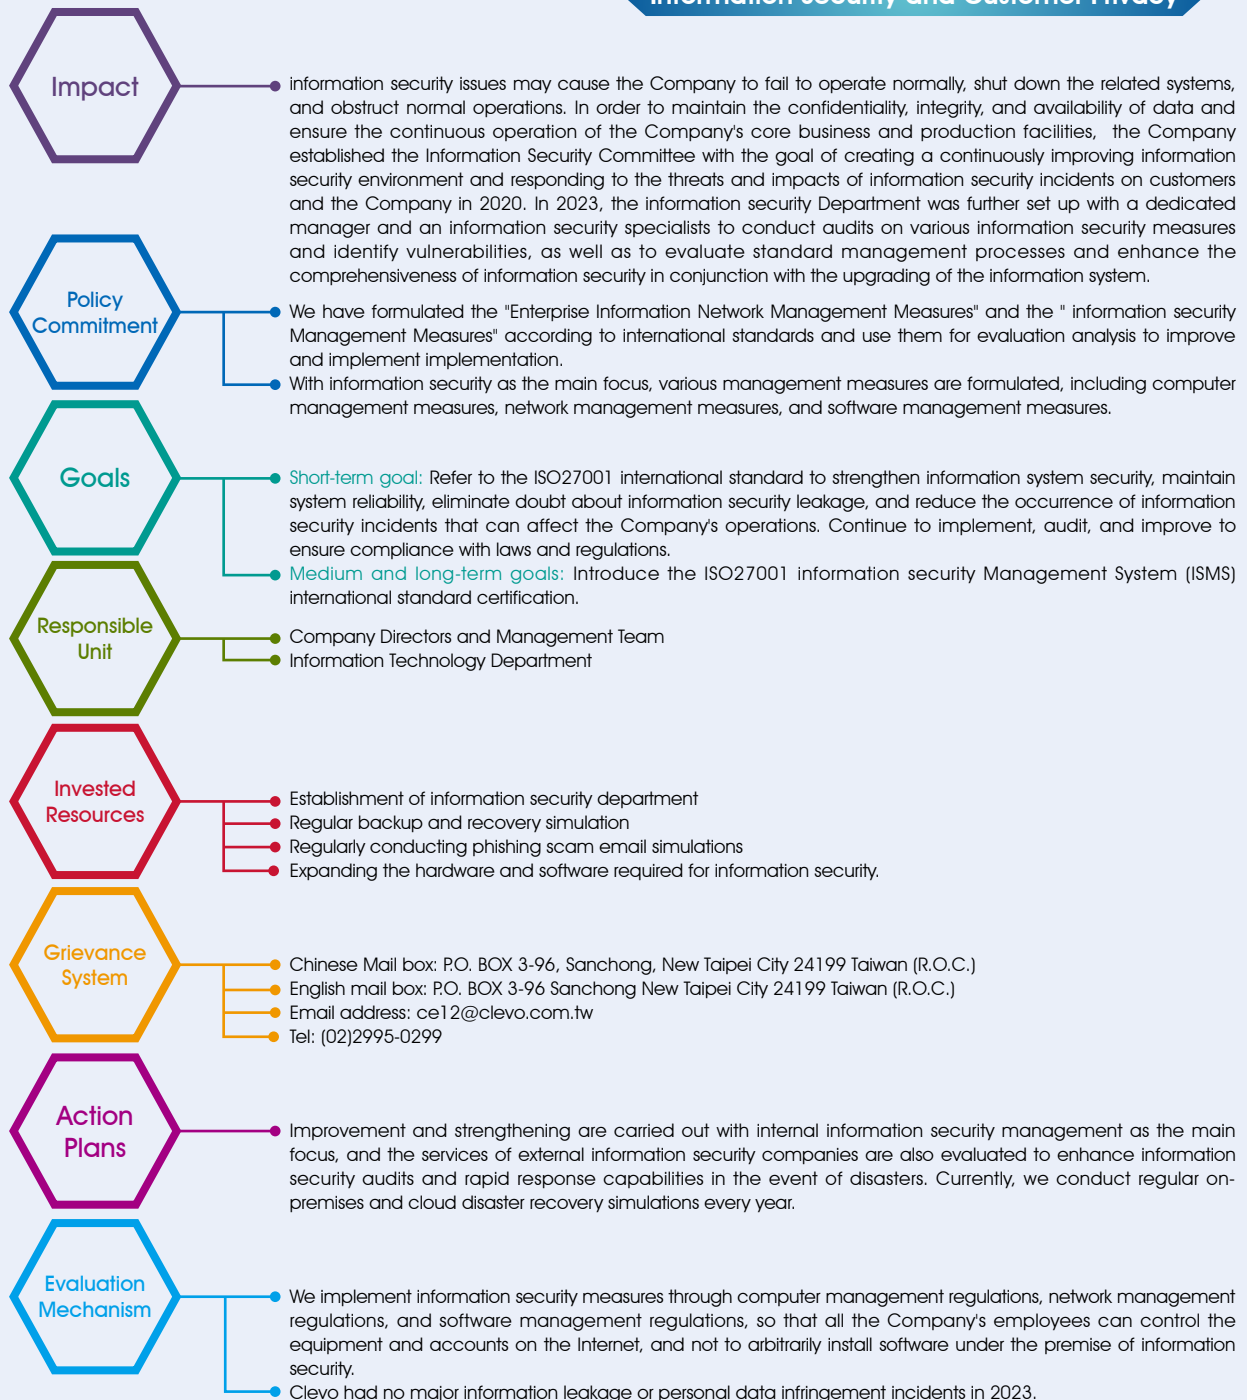 Information Security and Customer Privacy
Impact
information security issues may cause the Company to fail to operate normally, shut down the related systems,
and obstruct normal operations. In order to maintain the confidentiality, integrity, and availability of data and
ensure the continuous operation of the Company's core business and production facilities, the Company
established the Information Security Committee with the goal of creating a continuously improving information
security environment and responding to the threats and impacts of information security incidents on customers
and the Company in 2020. In 2023, the information security Department was further set up with a dedicated
manager and an information security specialists to conduct audits on various information security measures
and identify vulnerabilities, as well as to evaluate standard management processes and enhance the
comprehensiveness of information security in conjunction with the upgrading of the information system.
Policy
Commitment
We have formulated the "Enterprise Information Network Management Measures" and the " information security
Management Measures" according to international standards and use them for evaluation analysis to improve
and implement implementation.
With information security as the main focus, various management measures are formulated, including computer
management measures, network management measures, and software management measures.
Goals
Short-term goal: Refer to the ISO27001 international standard to strengthen information system security, maintain
system reliability, eliminate doubt about information security leakage, and reduce the occurrence of information
security incidents that can affect the Company's operations. Continue to implement, audit, and improve to
ensure compliance with laws and regulations.
Medium and long-term goals: Introduce the ISO27001 information security Management System (ISMS)
international standard certification.
Responsible
Unit
Company Directors and Management Team
Information Technology Department
Invested
Resources
Establishment of information security department
Regular backup and recovery simulation
Regularly conducting phishing scam email simulations
Expanding the hardware and software required for information security.
Grievance
System
Chinese Mail box: P.O. BOX 3-96, Sanchong, New Taipei City 24199 Taiwan (R.O.C.)
English mail box: P.O. BOX 3-96 Sanchong New Taipei City 24199 Taiwan (R.O.C.)
Email address: ce12@clevo.com.tw
Tel: (02)2995-0299
Action
Plans
Improvement and strengthening are carried out with internal information security management as the main
focus, and the services of external information security companies are also evaluated to enhance information
security audits and rapid response capabilities in the event of disasters. Currently, we conduct regular on-
premises and cloud disaster recovery simulations every year.
Evaluation
Mechanism
We implement information security measures through computer management regulations, network management
regulations, and software management regulations, so that all the Company's employees can control the
equipment and accounts on the Internet, and not to arbitrarily install software under the premise of information
security.
Clevo had no major information leakage or personal data infringement incidents in 2023.